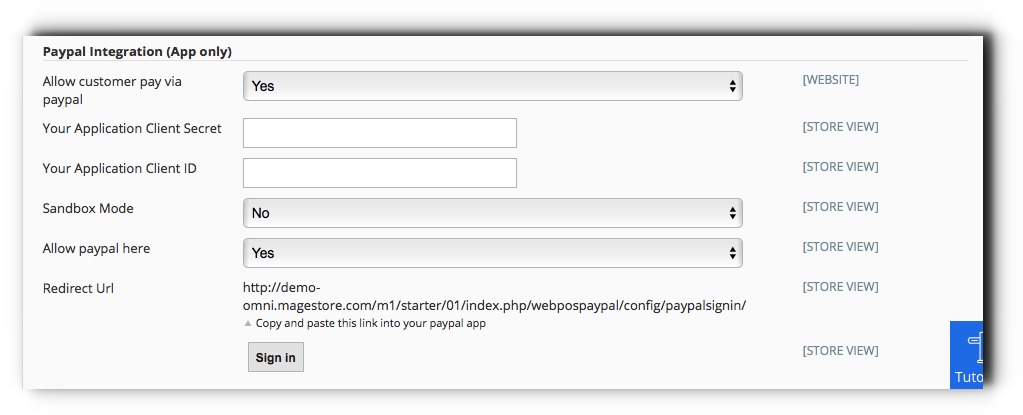 Paypal Integration (App only)
Allow customer pay via
paypal
Yes
[WEBSITE]
Your Application Client Secret
[STORE VIEW]
Your Application Client ID
[STORE VIEW]
Sandbox Mode
No
[STORE VIEW]
Allow paypal here
Yes
[STORE VIEW]
Redirect Url
http://demo-
omni.magestore.com/m1/starter/01/index.php/webpospaypal/config/paypalsignin/
[STORE VIEW]
Copy and paste this link into your paypal app
Sign in
[STORE VIEW]
Tuto